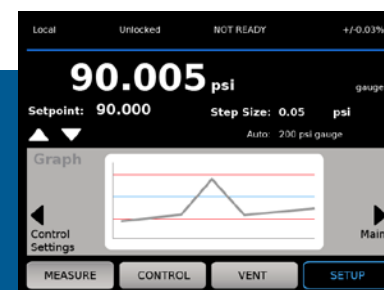 Local Unlocked NOT READY +/-0.03%
90.005 psi gauge
Setpoint: 90.000 Step Size: 0.05 psi
Auto: 200 psi gauge
Graph
Control Main
Settings
MEASURE CONTROL VENT SETUP